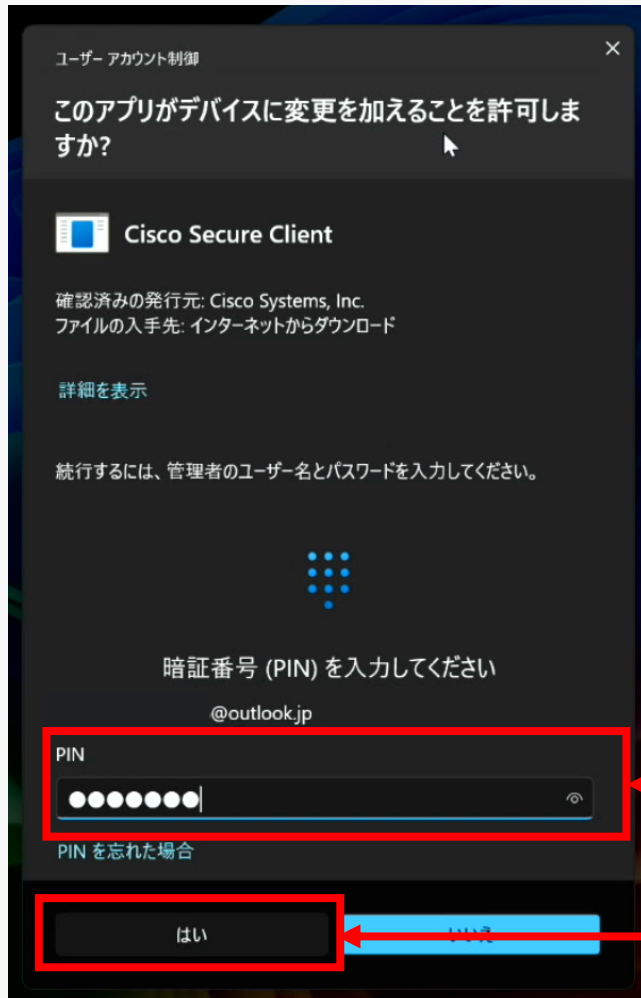 ユーザー アカウント制御
このアプリがデバイスに変更を加えることを許可しま
すか?
Cisco Secure Client
確認済みの発行元: Cisco Systems, Inc.
ファイルの入手先: インターネットからダウンロード
詳細を表示
続行するには、管理者のユーザー名とパスワードを入力してください。
暗証番号 (PIN) を入力してください
@outlook.jp
PIN
●●●●●●●
PIN を忘れた場合
はい
いいえ